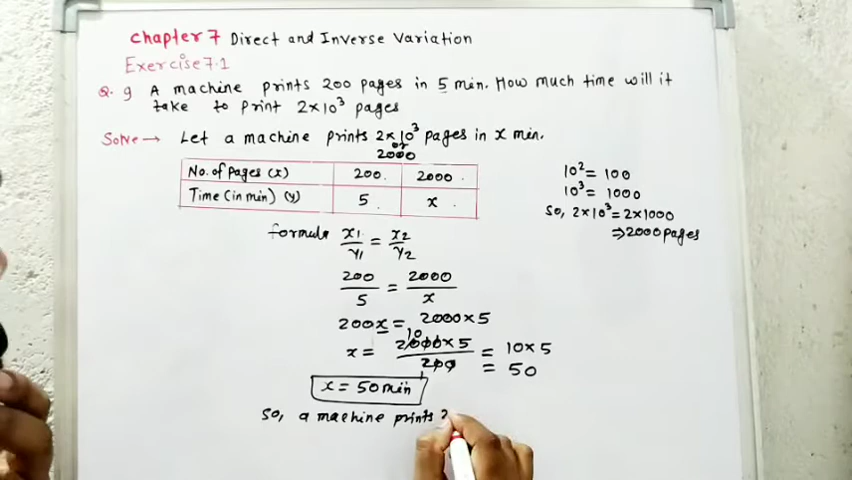 Chapter 7 Direct and Inverse Variation
Exercise 7.1
Q. 9 A machine prints 200 pages in 5 min. How much time will it
take to print 2×10³ pages
Solve → Let a machine prints 2×10³ pages in x min.
or
2000
No. of Pages (x) 200 2000
Time (in min) (y) 5 x
10² = 100
10³ = 1000
So, 2×10³ = 2×1000
⇒ 2000 pages
formula x₁/y₁ = x₂/y₂
200/5 = 2000/x
200x = 2000×5
10
x = 2000×5/200 = 10×5
1
= 50
x = 50 min
So, a machine prints 2